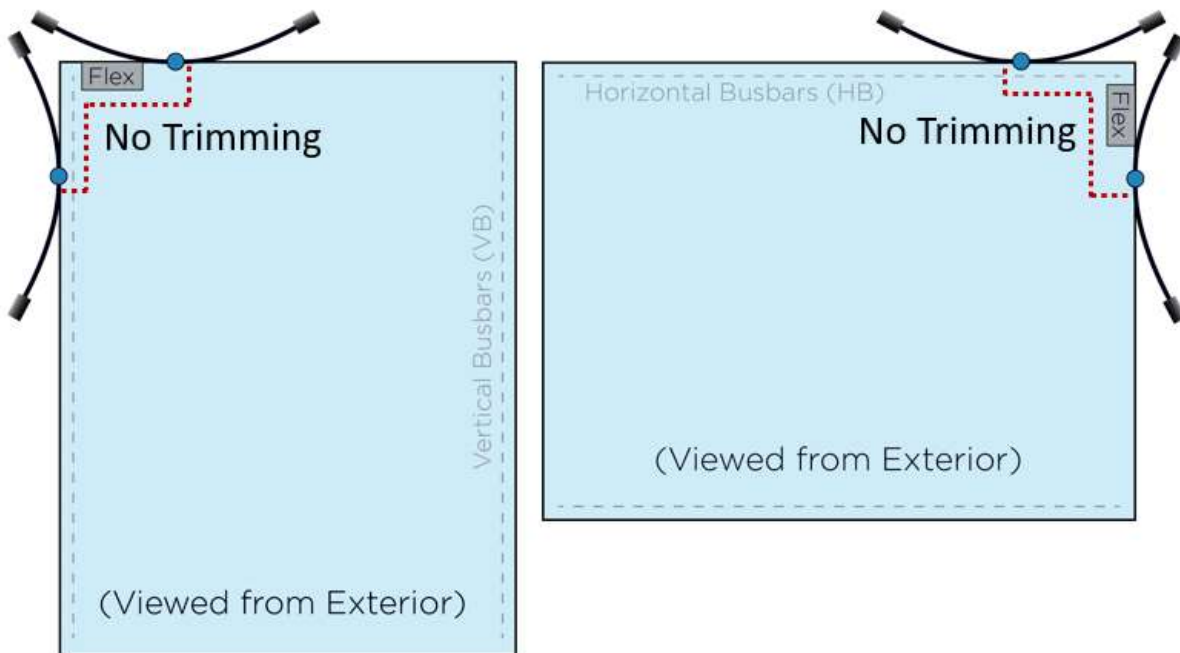 Flex
No Trimming
Vertical Busbars (VB)
(Viewed from Exterior)
Horizontal Busbars (HB)
Flex
No Trimming
(Viewed from Exterior)